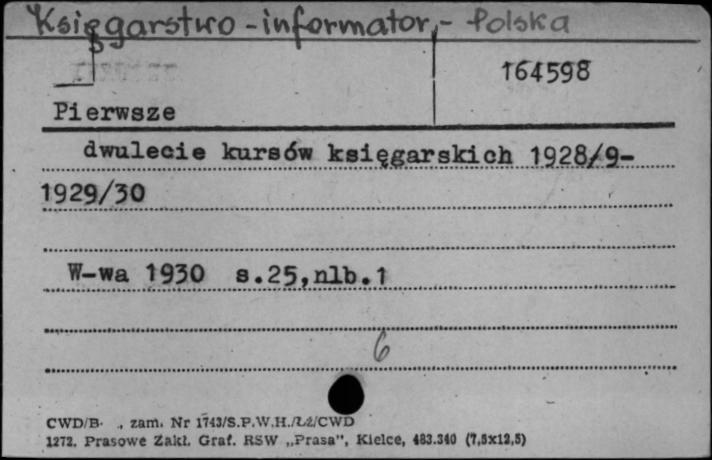 Księgarstwo - informator, - Polska
164598
Pierwsze
dwulecie kursów księgarskich 1928/9-
1929/30
W-wa 1930 s.25,nlb.1
6
CWD/B- ., zam. Nr 1743/S.P.W.H./Łż/CWD
1272. Prasowe Zakł. Graf. RSW „Prasa”, Kielce, 483.340 (7,5x12,5)